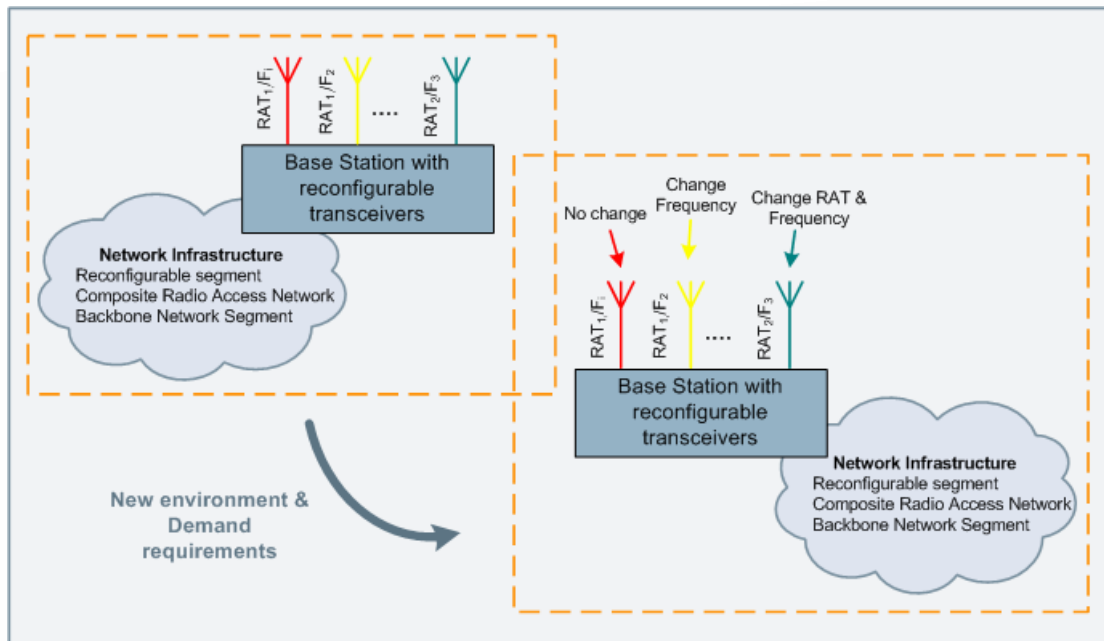 RAT₁,/Fᵢ
RAT₁,/F₂
....
RAT₂/F₃
Base Station with
reconfigurable
transceivers
Network Infrastructure
Reconfigurable segment
Composite Radio Access Network
Backbone Network Segment
New environment &
Demand
requirements
No change
Change
Frequency
Change RAT &
Frequency
RAT₁,/Fᵢ
RAT₁,/F₂
....
RAT₂/F₃
Base Station with
reconfigurable
transceivers
Network Infrastructure
Reconfigurable segment
Composite Radio Access Network
Backbone Network Segment